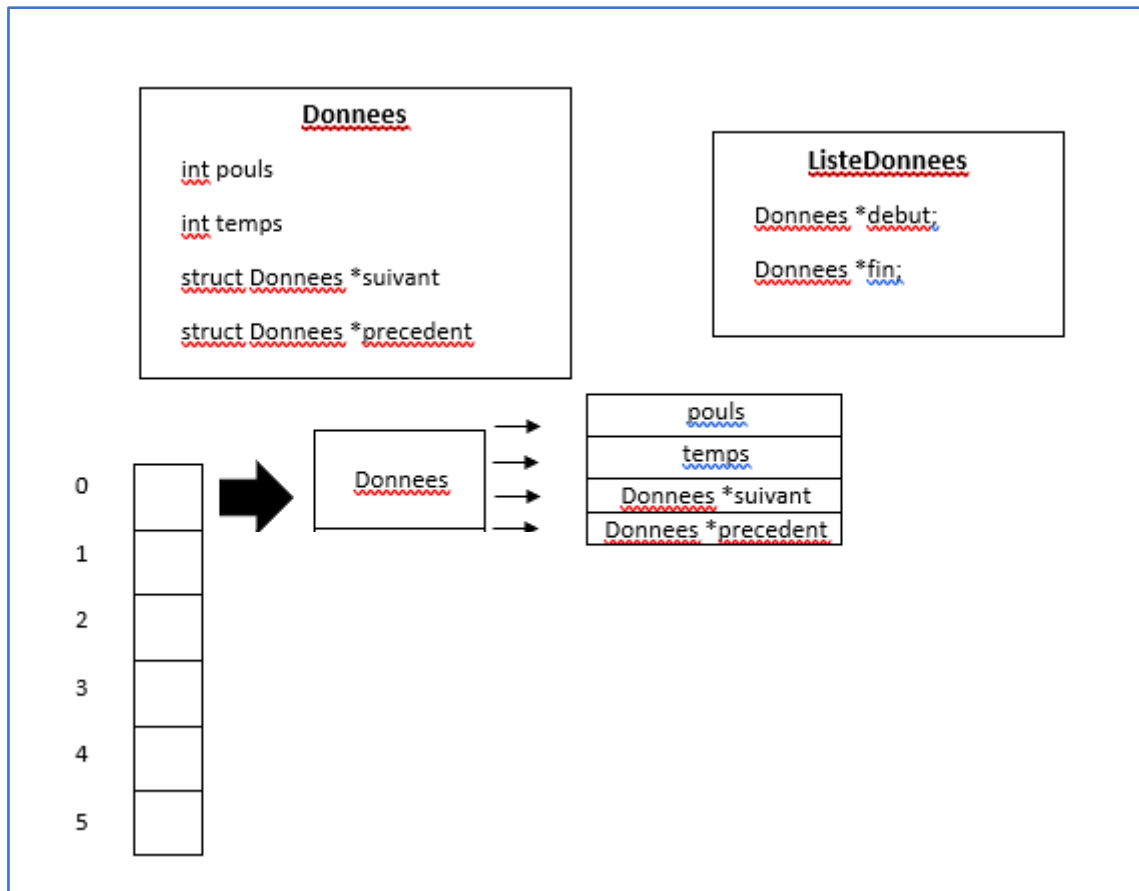 Donnees
int pouls
int temps
struct Donnees *suivant
struct Donnees *precedent
ListeDonnees
Donnees *debut;
Donnees *fin;
0
1
2
3
4
5
Donnees
pouls
temps
Donnees *suivant
Donnees *precedent